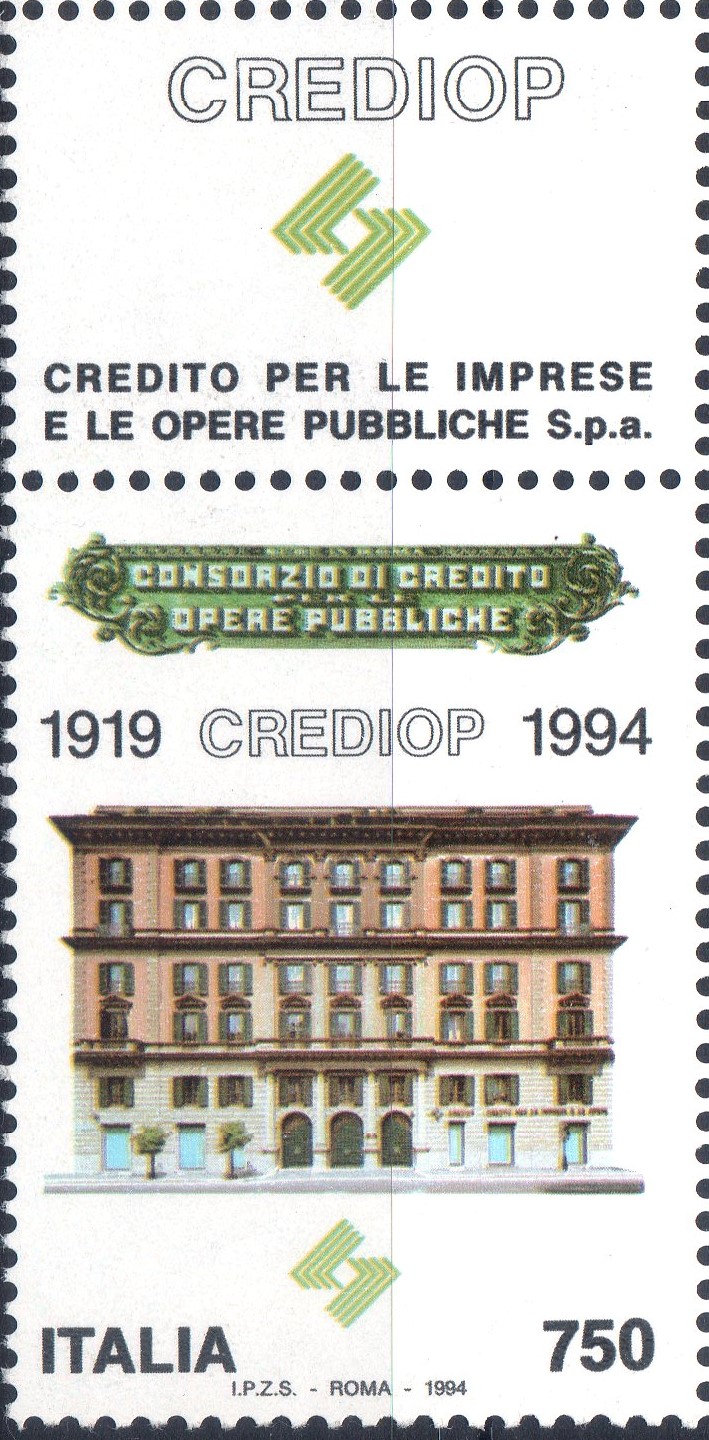 CREDIOP
CREDITO PER LE IMPRESE
E LE OPERE PUBBLICHE S.p.a.
CONSORZIO DI CREDITO
OPERE PUBBLICHE
1919 CREDIOP 1994
ITALIA 750
I.P.Z.S. - ROMA - 1994